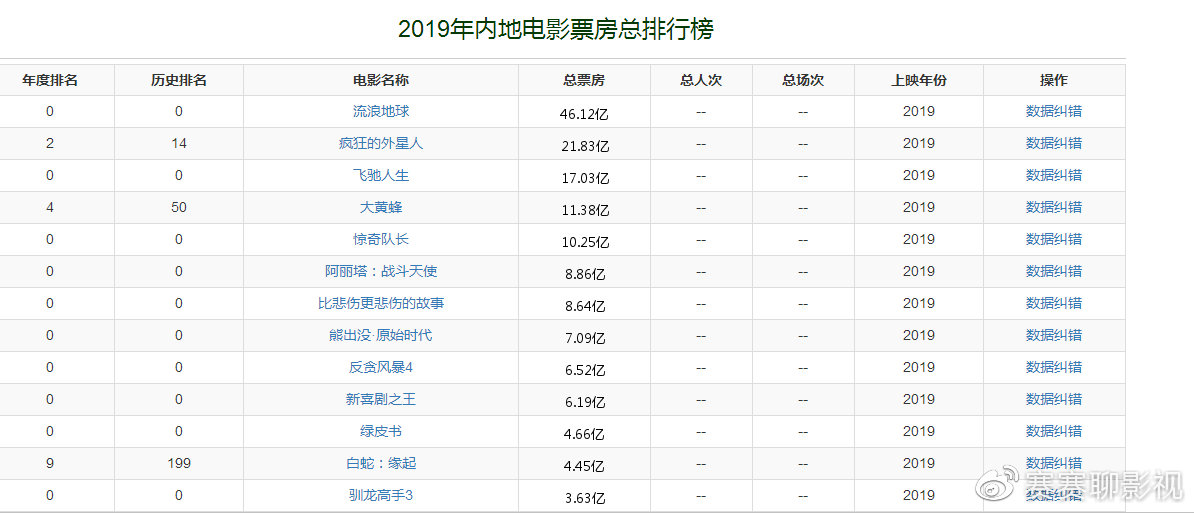 2019年内地电影票房总排行榜
年度排名 历史排名 电影名称 总票房 总人次 总场次 上映年份 操作
0 0 流浪地球 46.12亿 -- -- 2019 数据纠错
2 14 疯狂的外星人 21.83亿 -- -- 2019 数据纠错
0 0 飞驰人生 17.03亿 -- -- 2019 数据纠错
4 50 大黄蜂 11.38亿 -- -- 2019 数据纠错
0 0 惊奇队长 10.25亿 -- -- 2019 数据纠错
0 0 阿丽塔：战斗天使 8.86亿 -- -- 2019 数据纠错
0 0 比悲伤更悲伤的故事 8.64亿 -- -- 2019 数据纠错
0 0 熊出没·原始时代 7.09亿 -- -- 2019 数据纠错
0 0 反贪风暴4 6.52亿 -- -- 2019 数据纠错
0 0 新喜剧之王 6.19亿 -- -- 2019 数据纠错
0 0 绿皮书 4.66亿 -- -- 2019 数据纠错
9 199 白蛇：缘起 4.45亿 -- -- 2019 数据纠错
0 0 驯龙高手3 3.63亿 -- -- 2019 数据纠错
寒寒聊影视